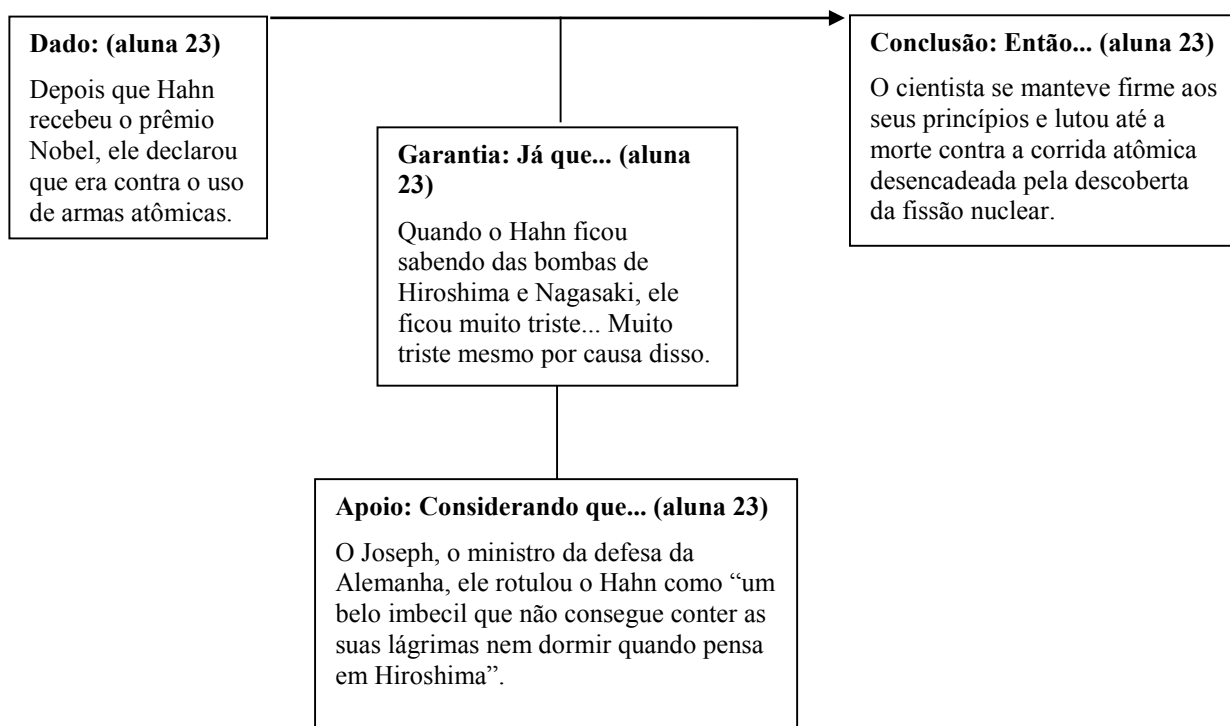 Dado: (aluna 23)
Depois que Hahn
recebeu o prêmio
Nobel, ele declarou
que era contra o uso
de armas atômicas.
Garantia: Já que... (aluna
23)
Quando o Hahn ficou
sabendo das bombas de
Hiroshima e Nagasaki, ele
ficou muito triste... Muito
triste mesmo por causa disso.
Conclusão: Então... (aluna 23)
O cientista se manteve firme aos
seus princípios e lutou até a
morte contra a corrida atômica
desencadeada pela descoberta
da fissão nuclear.
Apoio: Considerando que... (aluna 23)
O Joseph, o ministro da defesa da
Alemanha, ele rotulou o Hahn como “um
belo imbecil que não consegue conter as
suas lágrimas nem dormir quando pensa
em Hiroshima”.